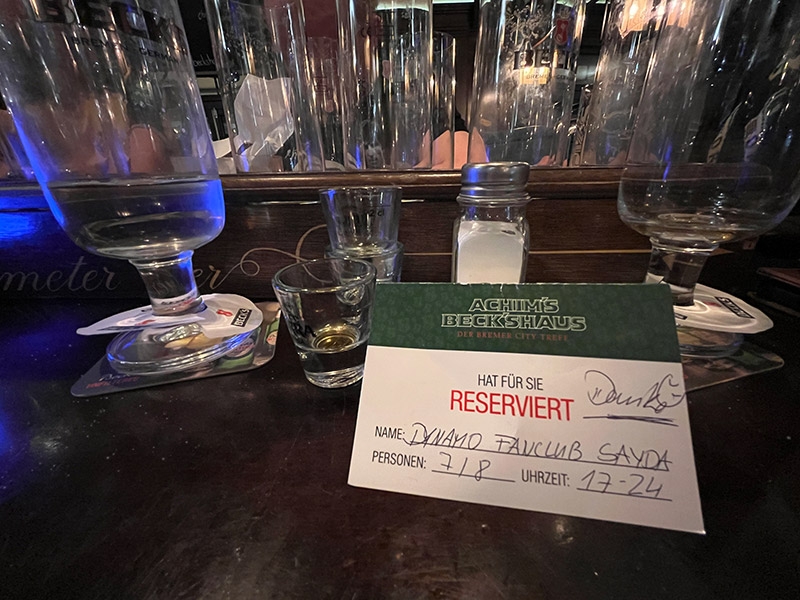 BECK'S
meter
ACHIM'S
BECK'SHAUS
DER BREMER CITY TREFF
HAT FÜR SIE
RESERVIERT
NAME: DYNAMO FANCLUB SAYDA
PERSONEN: 7/8 UHRZEIT: 17-24